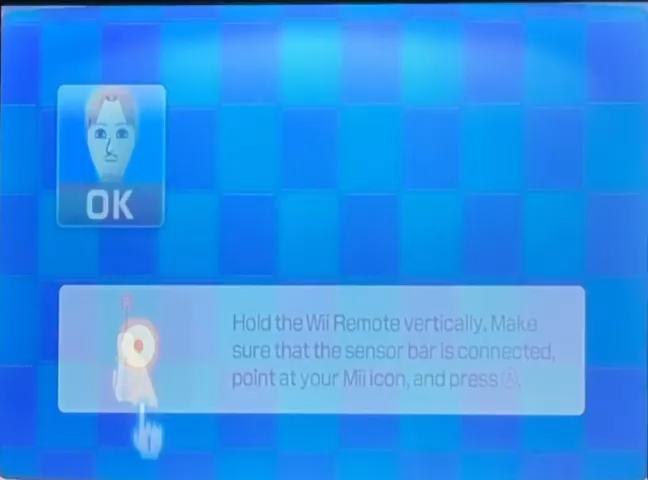 OK
Hold the Wii Remote vertically. Make
sure that the sensor bar is connected,
point at your Mii icon, and press Ⓐ.